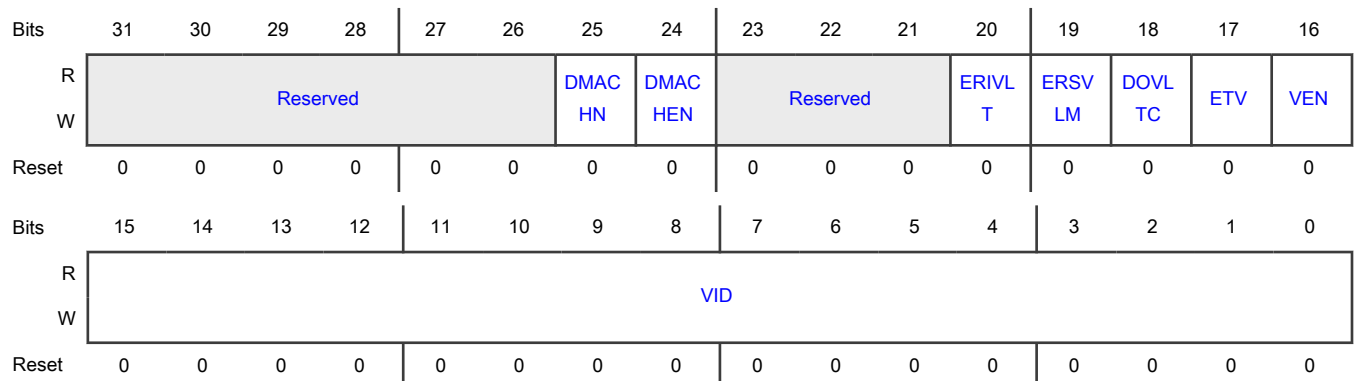 Bits 31 30 29 28 27 26 25 24 23 22 21 20 19 18 17 16
R
W
Reserved
DMAC
HN
DMAC
HEN
Reserved
ERIVL
T
ERSV
LM
DOVL
TC
ETV
VEN
Reset 0 0 0 0 0 0 0 0 0 0 0 0 0 0 0 0
Bits 15 14 13 12 11 10 9 8 7 6 5 4 3 2 1 0
R
W
VID
Reset 0 0 0 0 0 0 0 0 0 0 0 0 0 0 0 0